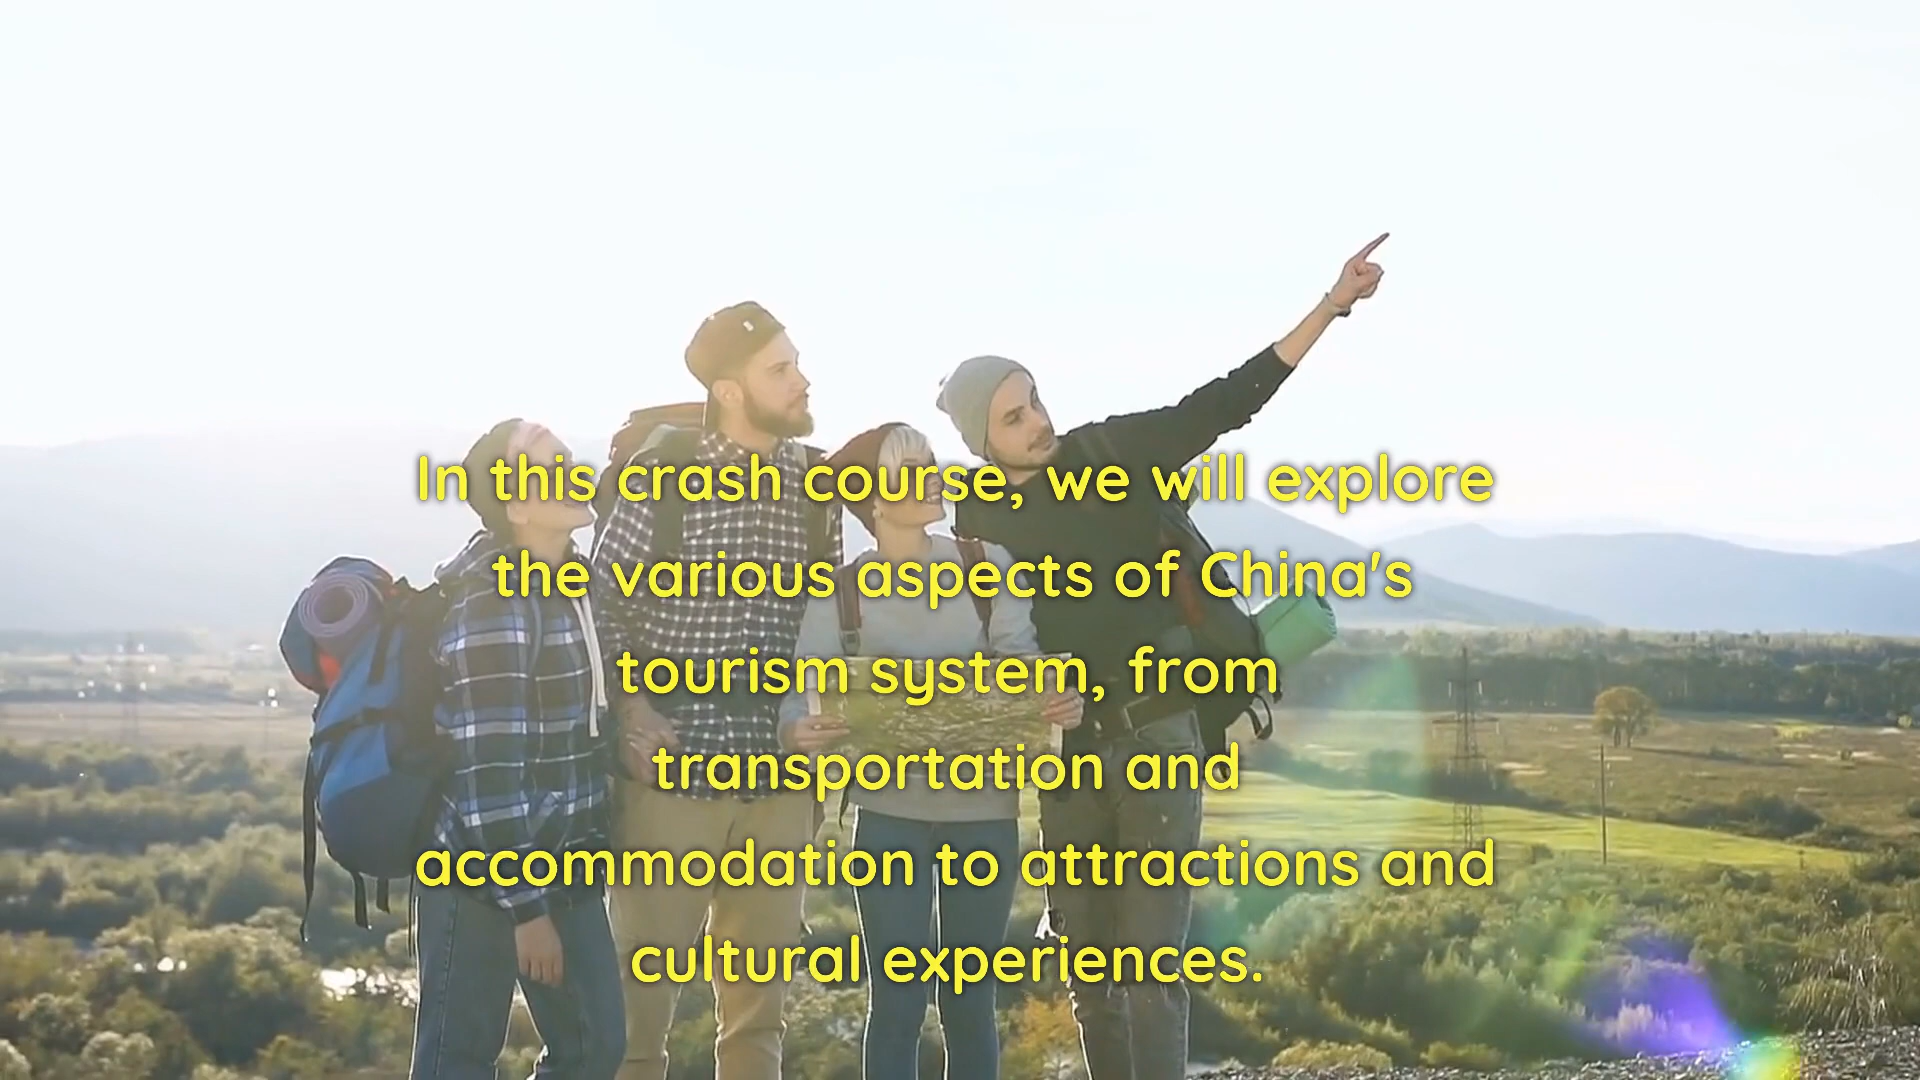 In this crash course, we will explore
the various aspects of China's
tourism system, from
transportation and
accommodation to attractions and
cultural experiences.